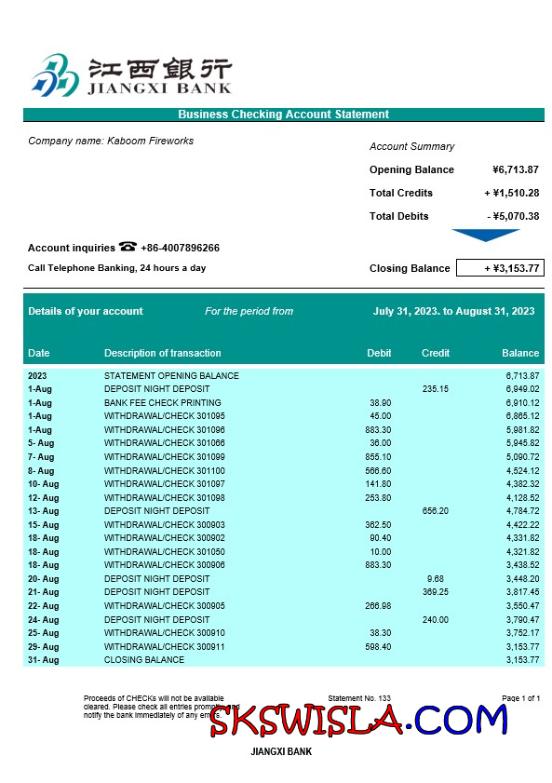 江西銀行
JIANGXI BANK
Business Checking Account Statement
Company name: Kaboom Fireworks
Account Summary
Opening Balance ¥6,713.87
Total Credits + ¥1,510.28
Total Debits - ¥5,070.38
Account inquiries ☎ +86-4007896266
Call Telephone Banking, 24 hours a day
Closing Balance + ¥3,153.77
Details of your account For the period from July 31, 2023. to August 31, 2023
Date Description of transaction Debit Credit Balance
2023 STATEMENT OPENING BALANCE 6,713.87
1-Aug DEPOSIT NIGHT DEPOSIT 235.15 6,949.02
1-Aug BANK FEE CHECK PRINTING 38.90 6,910.12
1-Aug WITHDRAWAL/CHECK 301095 45.00 6,865.12
1-Aug WITHDRAWAL/CHECK 301096 883.30 5,981.82
5- Aug WITHDRAWAL/CHECK 301066 36.00 5,945.82
7- Aug WITHDRAWAL/CHECK 301099 855.10 5,090.72
8- Aug WITHDRAWAL/CHECK 301100 566.60 4,524.12
10- Aug WITHDRAWAL/CHECK 301097 141.80 4,382.32
12- Aug WITHDRAWAL/CHECK 301098 253.80 4,128.52
13- Aug DEPOSIT NIGHT DEPOSIT 656.20 4,784.72
15- Aug WITHDRAWAL/CHECK 300903 362.50 4,422.22
18- Aug WITHDRAWAL/CHECK 300902 90.40 4,331.82
18- Aug WITHDRAWAL/CHECK 301050 10.00 4,321.82
18- Aug WITHDRAWAL/CHECK 300906 883.30 3,438.52
20- Aug DEPOSIT NIGHT DEPOSIT 9.68 3,448.20
21- Aug DEPOSIT NIGHT DEPOSIT 369.25 3,817.45
22- Aug WITHDRAWAL/CHECK 300905 266.98 3,550.47
24- Aug DEPOSIT NIGHT DEPOSIT 240.00 3,790.47
25- Aug WITHDRAWAL/CHECK 300910 38.30 3,752.17
29- Aug WITHDRAWAL/CHECK 300911 598.40 3,153.77
31- Aug CLOSING BALANCE 3,153.77
Proceeds of CHECKs will not be available Statement No. 133 Page 1 of 1
cleared. Please check all entries and
notify the bank immediately of any
SKSWISLA.COM
JIANGXI BANK